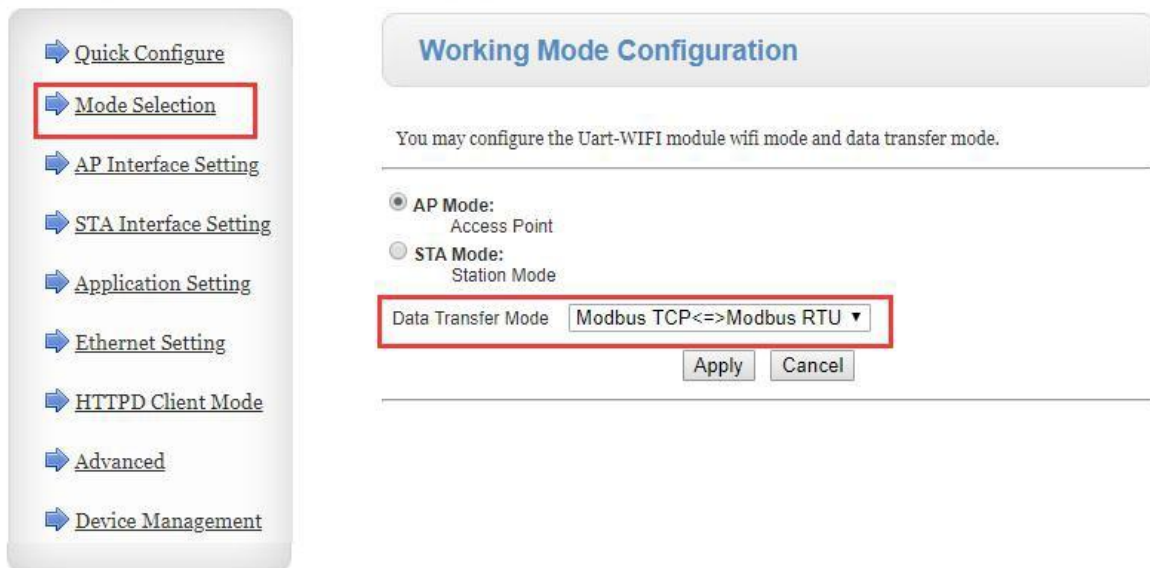 Quick Configure
Mode Selection
AP Interface Setting
STA Interface Setting
Application Setting
Ethernet Setting
HTTPD Client Mode
Advanced
Device Management
Working Mode Configuration
You may configure the Uart-WIFI module wifi mode and data transfer mode.
AP Mode:
Access Point
STA Mode:
Station Mode
Data Transfer Mode Modbus TCP<=>Modbus RTU ▼
Apply Cancel